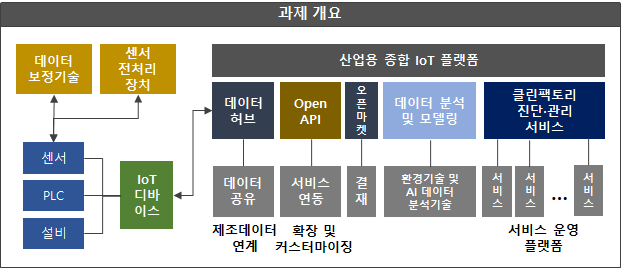 과제 개요
데이터
보정기술
센서
전처리
장치
산업용 종합 IoT 플랫폼
데이터
허브
Open
API
오
픈
마
켓
데이터 분석
및 모델링
클린팩토리
진단·관리
서비스
센서
PLC
설비
IoT
디바
이스
데이터
공유
서비스
연동
결
재
환경기술 및
AI 데이터
분석기술
서
비
스
서
비
스
...
서
비
스
제조데이터
연계
확장 및
커스터마이징
서비스 운영
플랫폼